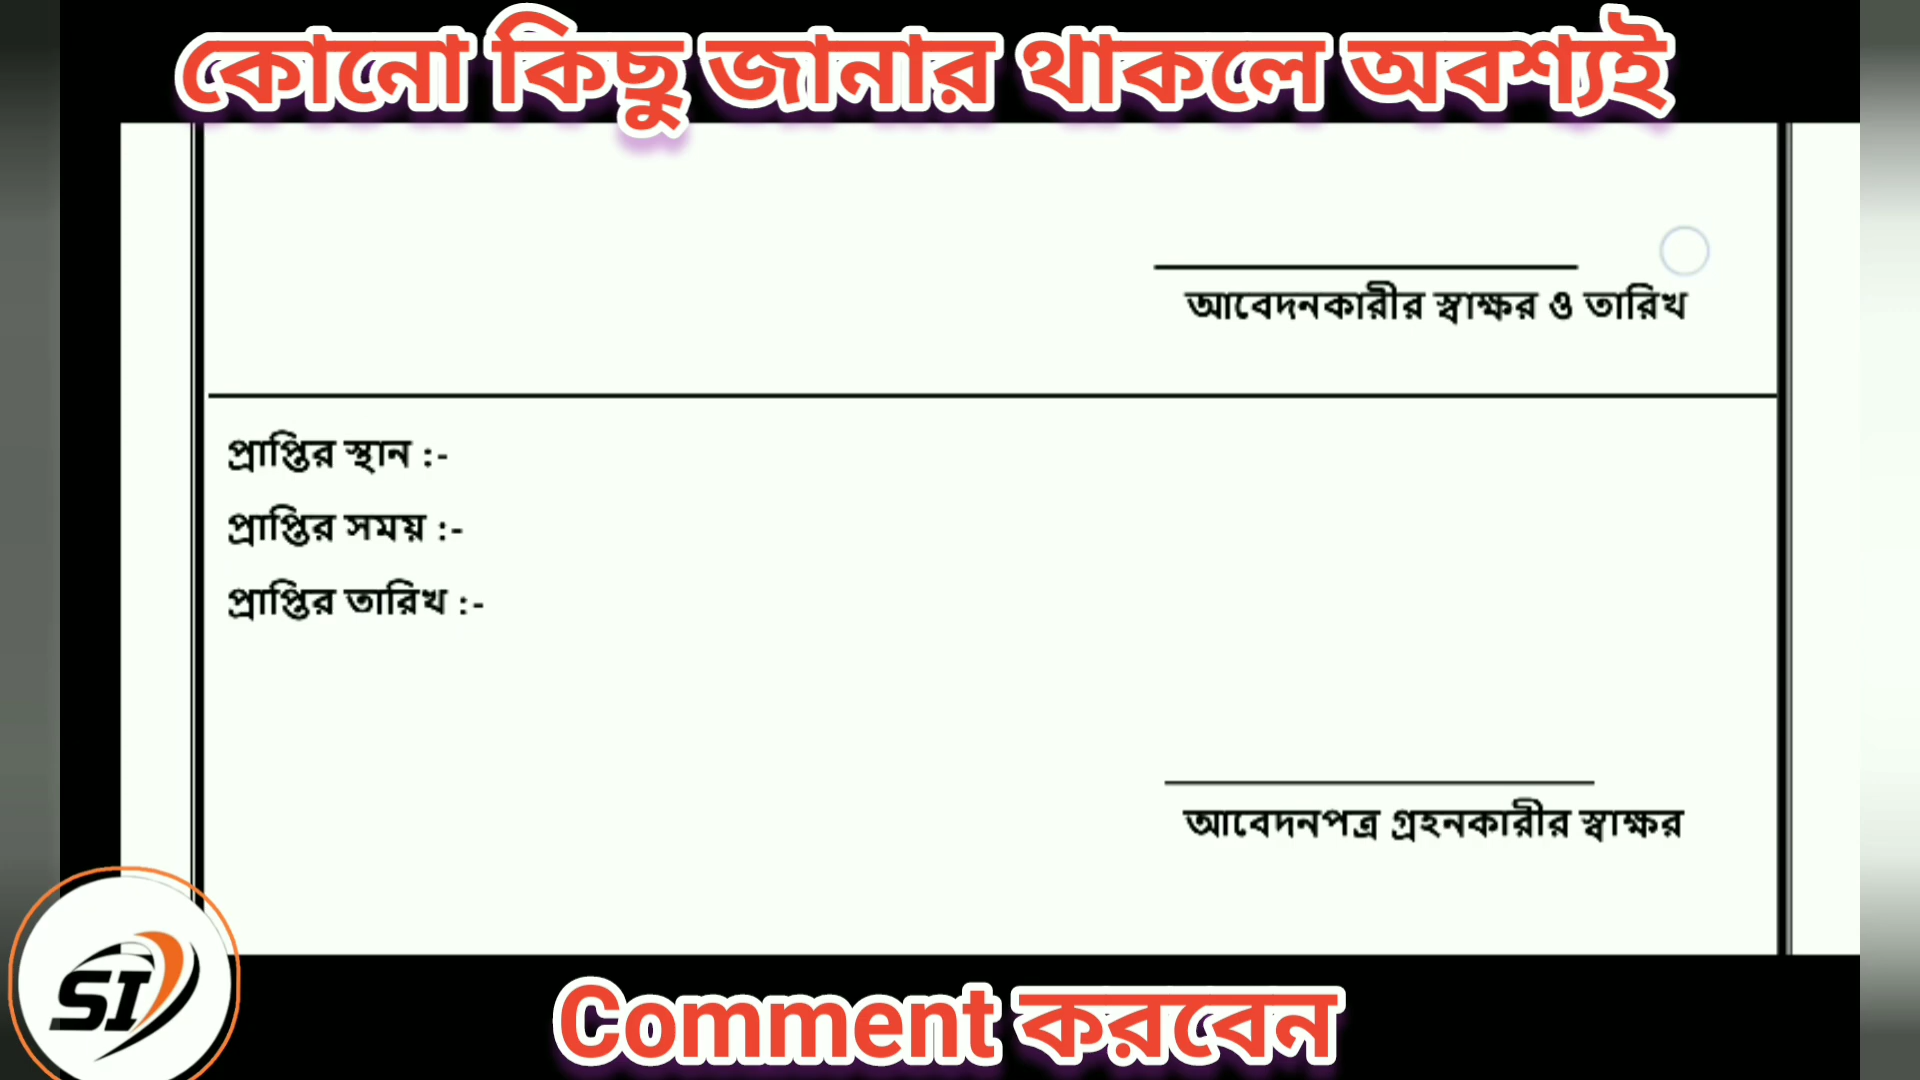 কোনো কিছু জানার থাকলে অবশ্যই
আবেদনকারীর স্বাক্ষর ও তারিখ
প্রাপ্তির স্থান :-
প্রাপ্তির সময় :-
প্রাপ্তির তারিখ :-
আবেদনপত্র গ্রহনকারীর স্বাক্ষর
SI
Comment করবেন